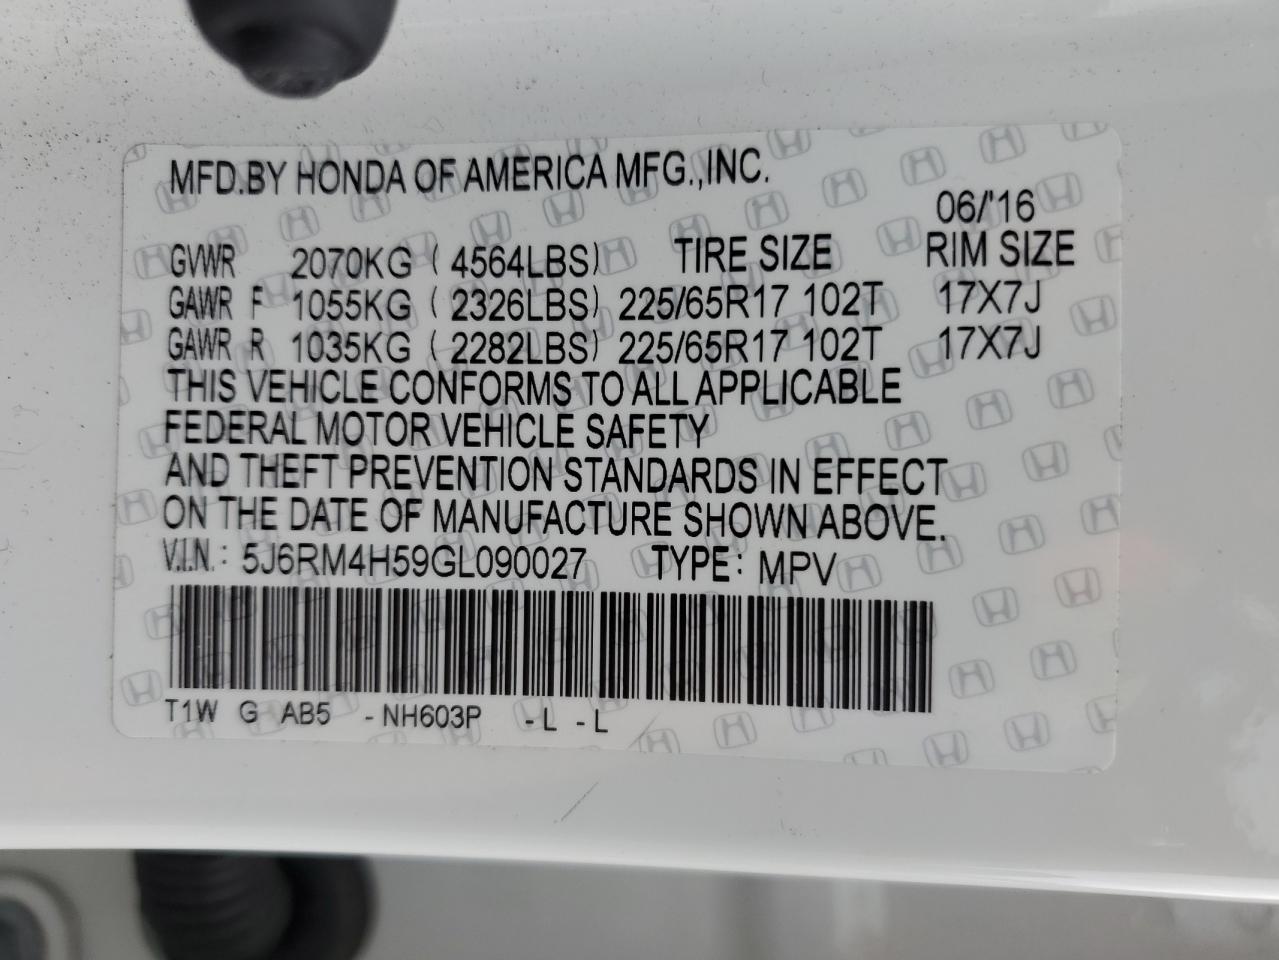 MFD.BY HONDA OF AMERICA MFG.,INC.
06/'16
GVWR 2070KG (4564LBS) TIRE SIZE RIM SIZE
GAWR F 1055KG (2326LBS) 225/65R17 102T 17X7J
GAWR R 1035KG (2282LBS) 225/65R17 102T 17X7J
THIS VEHICLE CONFORMS TO ALL APPLICABLE
FEDERAL MOTOR VEHICLE SAFETY
AND THEFT PREVENTION STANDARDS IN EFFECT
ON THE DATE OF MANUFACTURE SHOWN ABOVE.
V.I.N.: 5J6RM4H59GL090027 TYPE: MPV
T1W G AB5 -NH603P -L -L